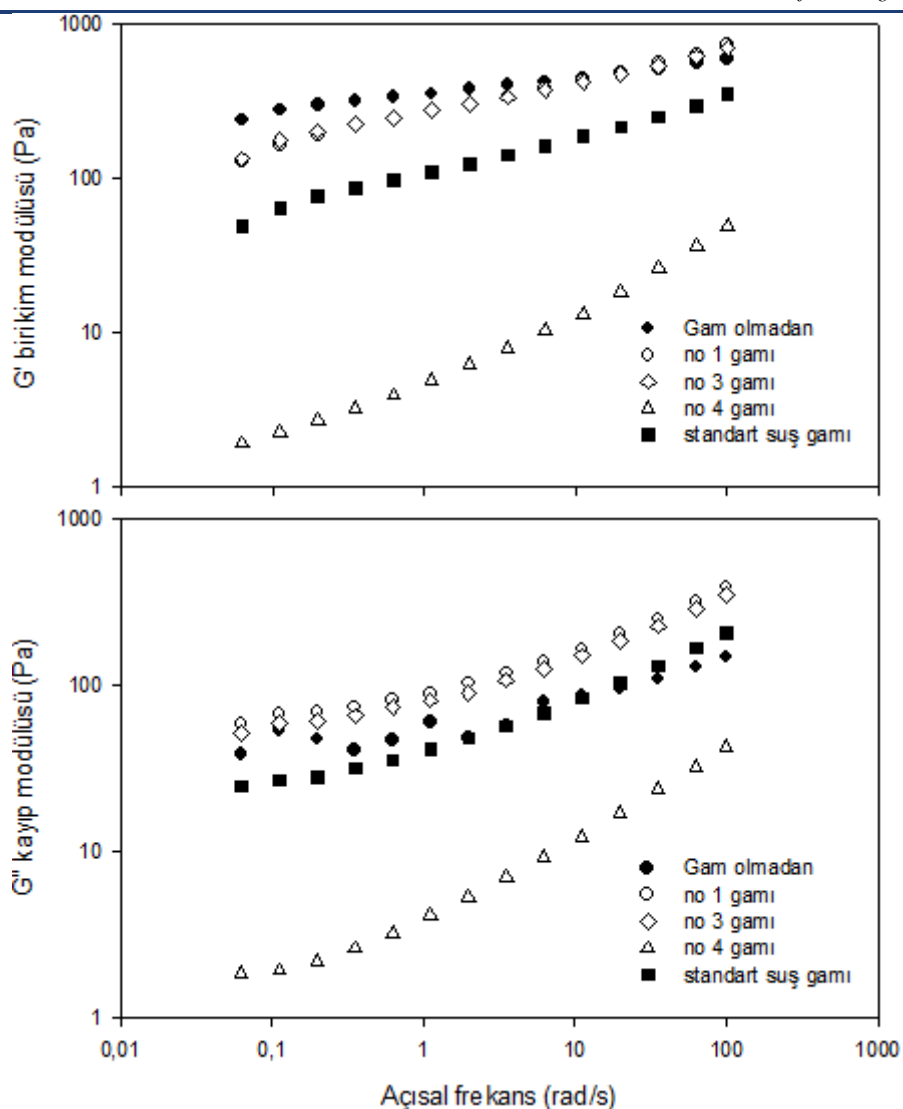 1000
100
10
1
G' birikim modülüsü (Pa)
Gam olmadan
no 1 gamı
no 3 gamı
no 4 gamı
standart suş gamı
1000
100
10
1
G'' kayıp modülüsü (Pa)
Gam olmadan
no 1 gamı
no 3 gamı
no 4 gamı
standart suş gamı
0,01
0,1
1
10
100
1000
Açısal frekans (rad/s)